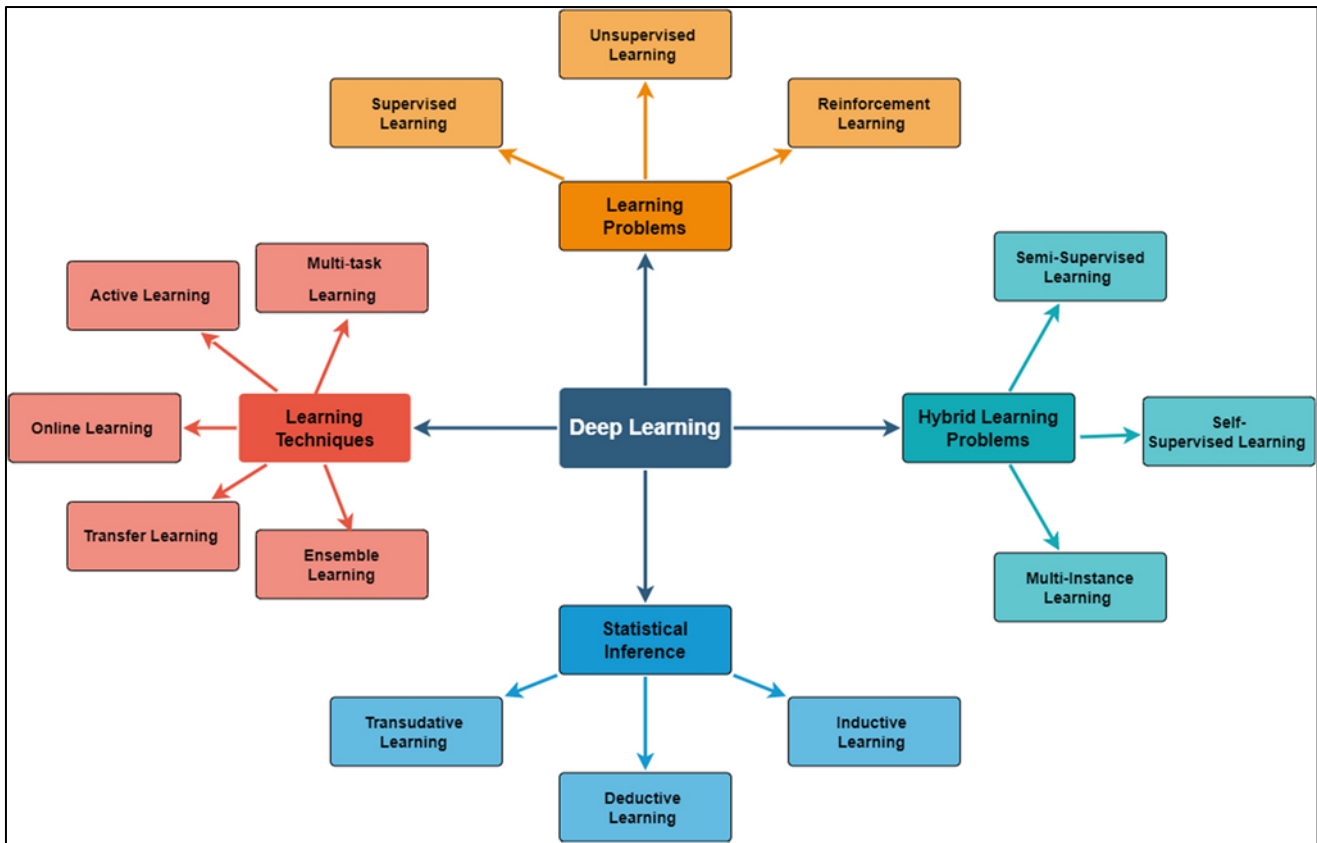 Unsupervised
Learning
Supervised
Learning
Reinforcement
Learning
Learning
Problems
Multi-task
Learning
Active Learning
Semi-Supervised
Learning
Online Learning
Learning
Techniques
Deep Learning
Hybrid Learning
Problems
Self-
Supervised Learning
Transfer Learning
Ensemble
Learning
Multi-Instance
Learning
Statistical
Inference
Transudative
Learning
Inductive
Learning
Deductive
Learning